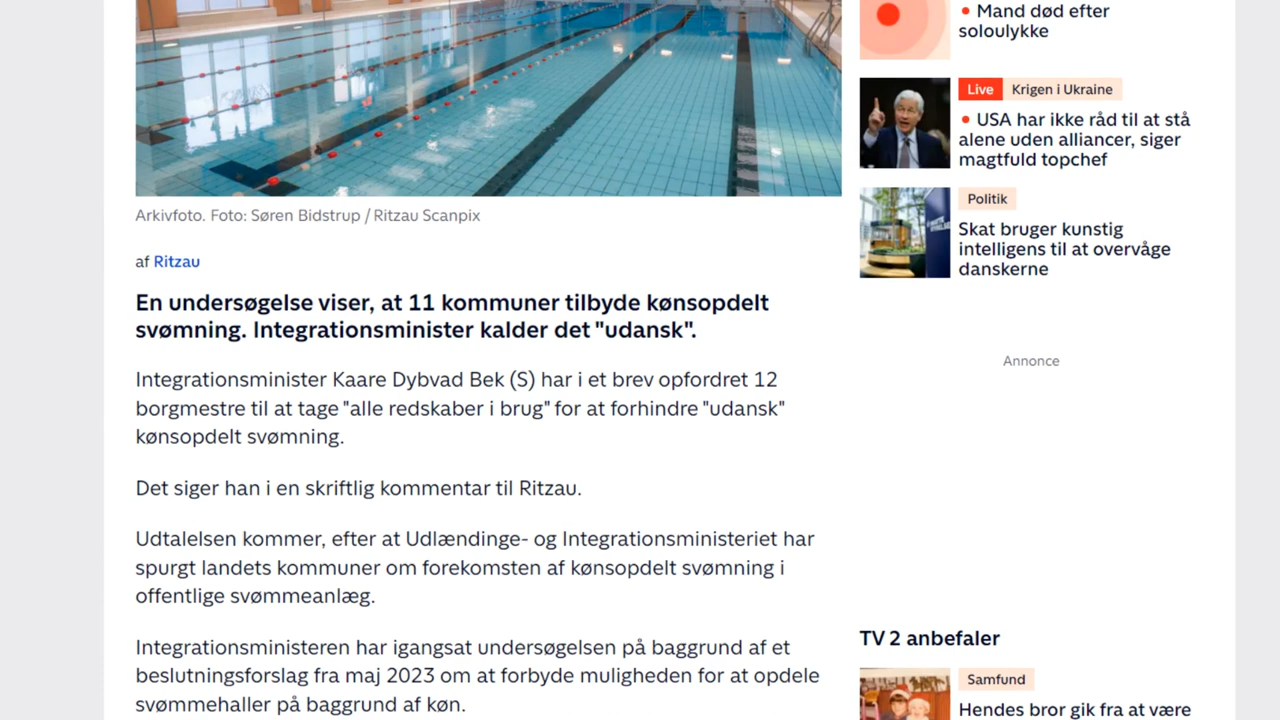 Arkivfoto. Foto: Søren Bidstrup / Ritzau Scanpix
af Ritzau
En undersøgelse viser, at 11 kommuner tilbyde kønsopdelt
svømning. Integrationsminister kalder det "udansk".
Integrationsminister Kaare Dybvad Bek (S) har i et brev opfordret 12
borgmestre til at tage "alle redskaber i brug" for at forhindre "udansk"
kønsopdelt svømning.
Det siger han i en skriftlig kommentar til Ritzau.
Udtalelsen kommer, efter at Udlændinge- og Integrationsministeriet har
spurgt landets kommuner om forekomsten af kønsopdelt svømning i
offentlige svømmeanlæg.
Integrationsministeren har igangsat undersøgelsen på baggrund af et
beslutningsforslag fra maj 2023 om at forbyde muligheden for at opdele
svømmehaller på baggrund af køn.
Mand død efter
soloulykke
Live Krigen i Ukraine
USA har ikke råd til at stå
alene uden alliancer, siger
magtfuld topchef
Politik
Skat bruger kunstig
intelligens til at overvåge
danskerne
Annonce
TV 2 anbefaler
Samfund
Hendes bror gik fra at være